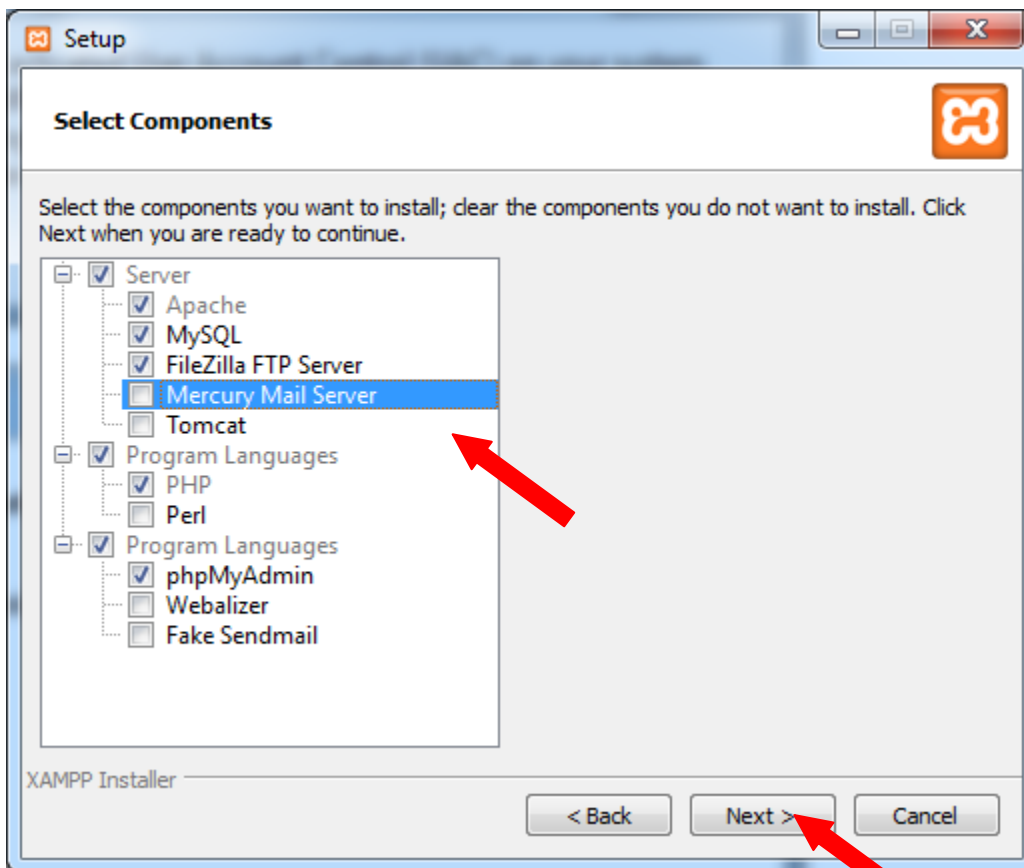 Setup
Select Components
Select the components you want to install; clear the components you do not want to install. Click
Next when you are ready to continue.
Server
Apache
MySQL
FileZilla FTP Server
Mercury Mail Server
Tomcat
Program Languages
PHP
Perl
Program Languages
phpMyAdmin
Webalizer
Fake Sendmail
XAMPP Installer
< Back
Next >
Cancel